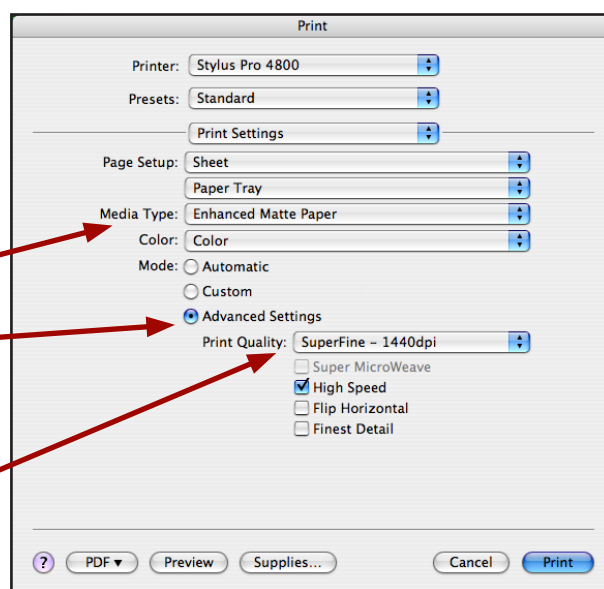 Print
Printer: Stylus Pro 4800
Presets: Standard
Print Settings
Page Setup: Sheet
Paper Tray
Media Type: Enhanced Matte Paper
Color: Color
Mode: Automatic
Custom
Advanced Settings
Print Quality: SuperFine – 1440dpi
Super MicroWeave
High Speed
Flip Horizontal
Finest Detail
? PDF ▼ Preview Supplies... Cancel Print